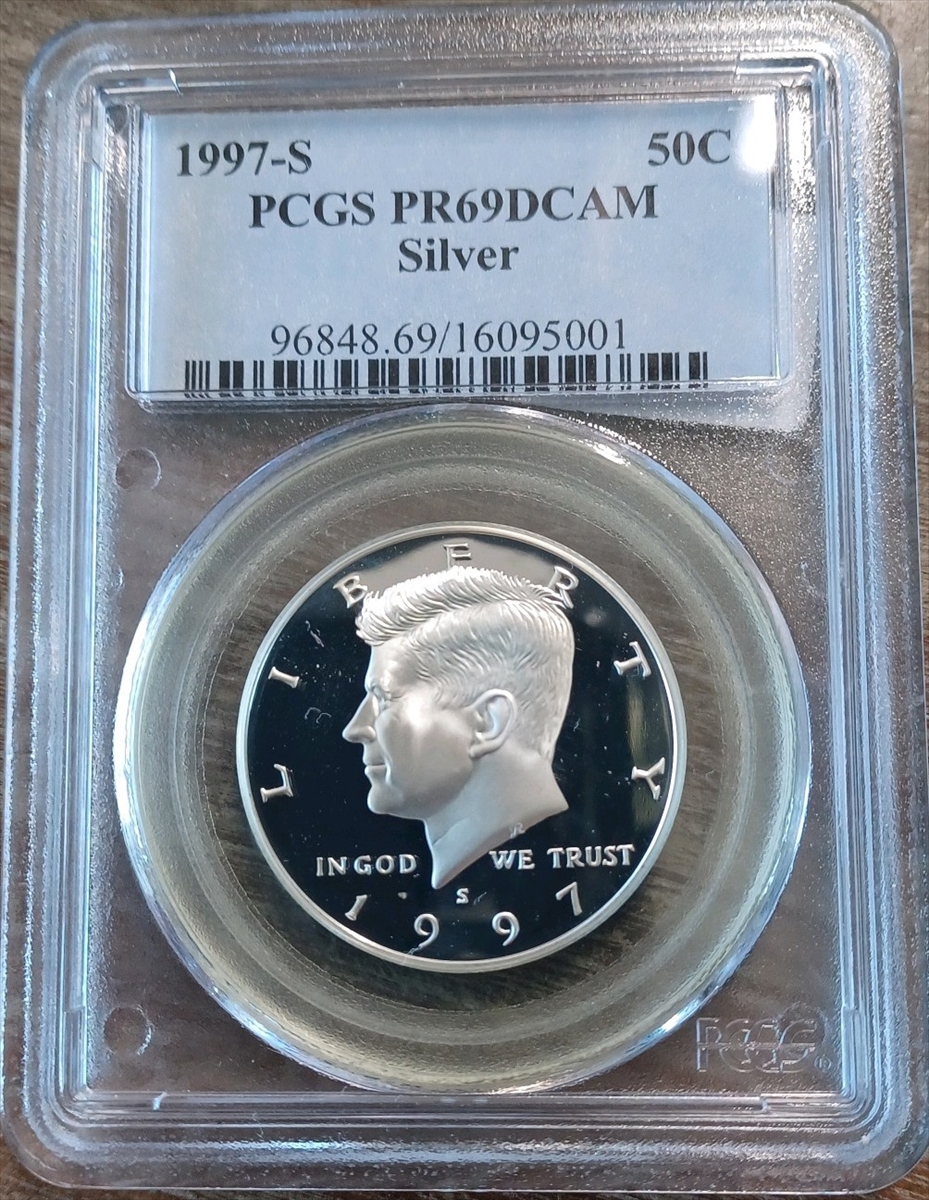 1997-S 50C
PCGS PR69DCAM
Silver
96848.69/16095001
LIBERTY
IN GOD WE TRUST
S
1997
PCGS®